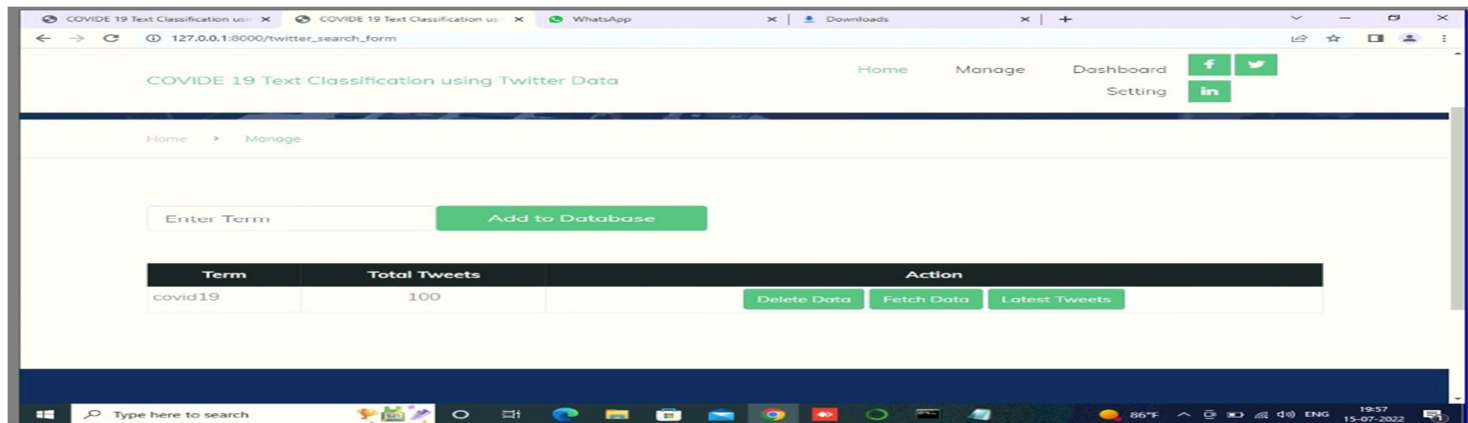 COVIDE 19 Text Classification usi
COVIDE 19 Text Classification us
WhatsApp
Downloads
127.0.0.1:8000/twitter_search_form
COVIDE 19 Text Classification using Twitter Data
Home Manage Dashboard
Setting
Home > Manage
Enter Term Add to Database
Term Total Tweets Action
covid19 100 Delete Data Fetch Data Latest Tweets
Type here to search
86°F ENG 19:57
15-07-2022